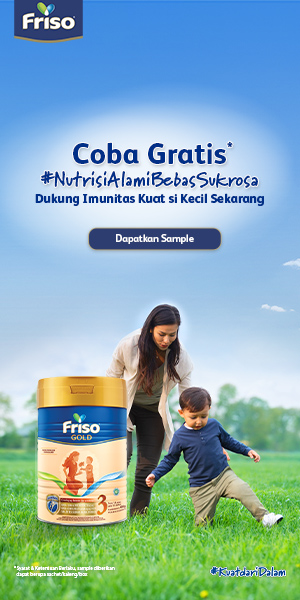 Friso
Coba Gratis*
#NutrisiAlamiBebasSukrosa
Dukung Imunitas Kuat si Kecil Sekarang
Dapatkan Sample
Friso
GOLD
3
*Syarat & Ketentuan Berlaku, sample diberikan
dapat berupa sachet/kaleng/box
#KuatdariDalam